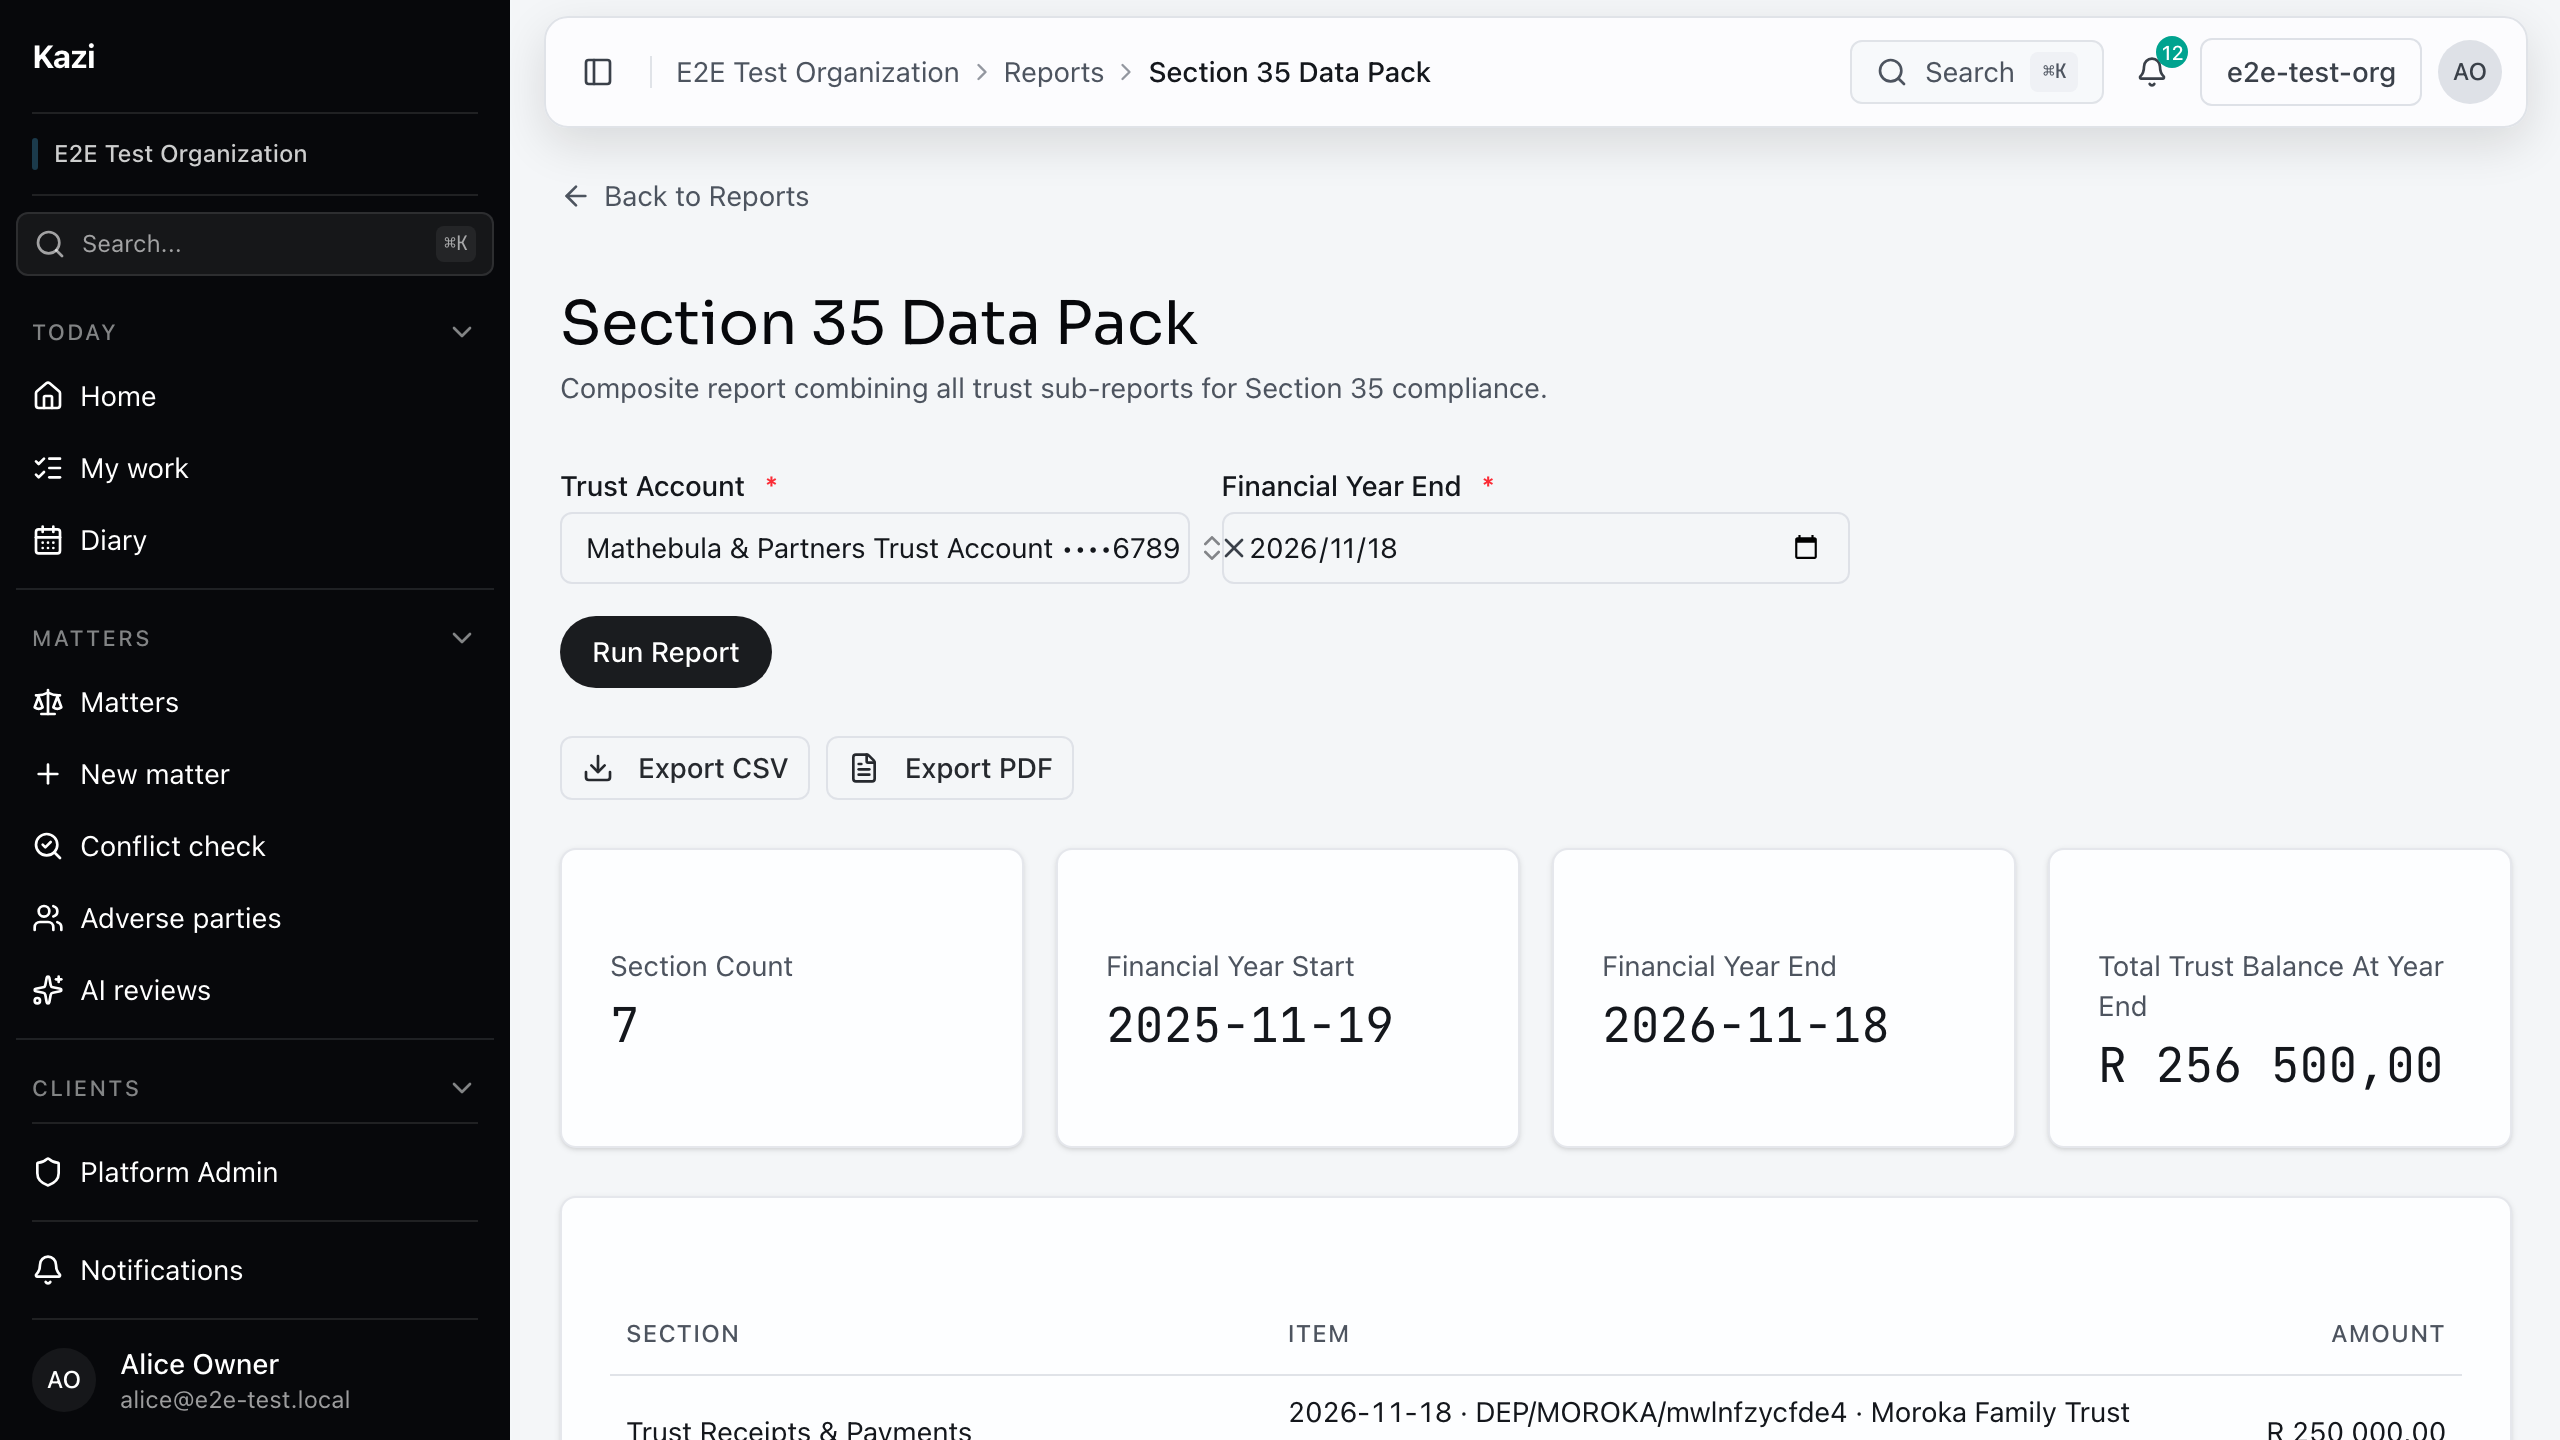 Kazi
E2E Test Organization
Search...
⌘K
TODAY
Home
My work
Diary
MATTERS
Matters
New matter
Conflict check
Adverse parties
AI reviews
CLIENTS
Platform Admin
Notifications
AO
Alice Owner
alice@e2e-test.local
E2E Test Organization > Reports > Section 35 Data Pack
Search ⌘K
12
e2e-test-org
AO
Back to Reports
Section 35 Data Pack
Composite report combining all trust sub-reports for Section 35 compliance.
Trust Account *
Financial Year End *
Mathebula & Partners Trust Account ····6789
2026/11/18
Run Report
Export CSV
Export PDF
Section Count
7
Financial Year Start
2025-11-19
Financial Year End
2026-11-18
Total Trust Balance At Year
End
R 256 500,00
SECTION ITEM AMOUNT
2026-11-18 · DEP/MOROKA/mwlnfzycfde4 · Moroka Family Trust
Trust Receipts & Payments
R 250 000,00